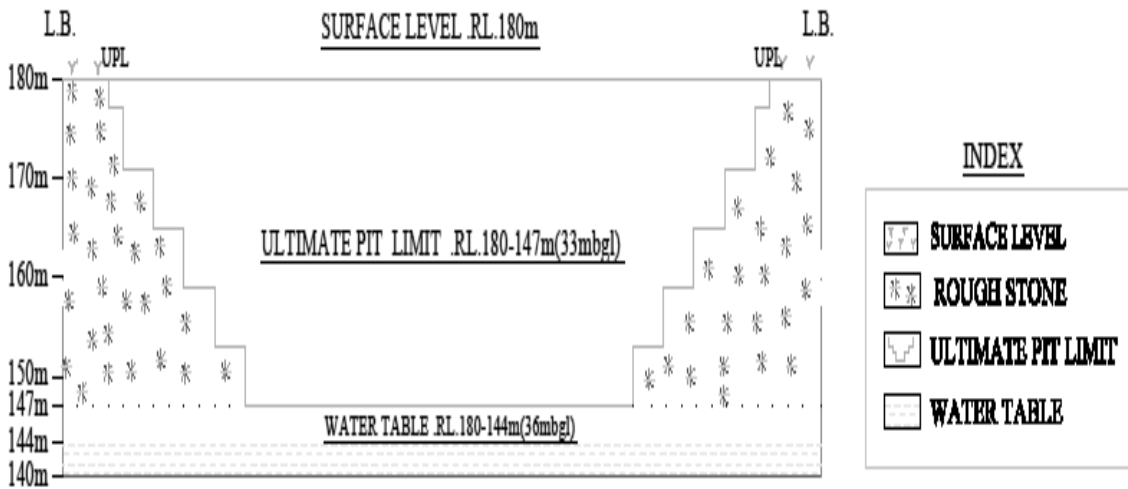 L.B.
SURFACE LEVEL .RL.180m
L.B.
UPL
UPL
180m
170m
ULTIMATE PIT LIMIT .RL.180-147m(33mbgl)
160m
150m
147m
WATER TABLE .RL.180-144m(36mbgl)
144m
140m
INDEX
SURFACE LEVEL
ROUGH STONE
ULTIMATE PIT LIMIT
WATER TABLE